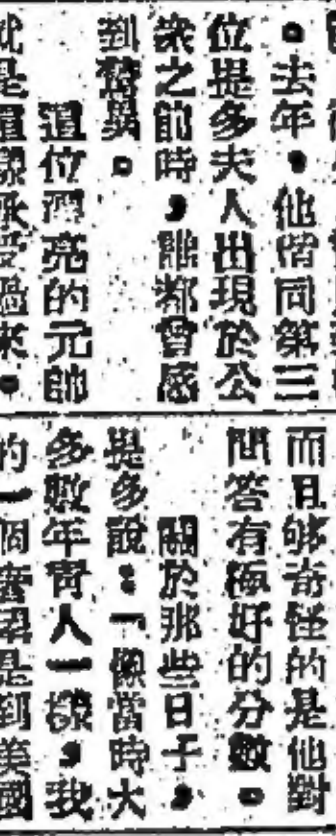 。去年，他偕同第三
位提多夫人出現於公
衆之前時，誰都曾感
到驚異。
這位漂亮的元帥
就是這樣承受過來。
而且够奇怪的是他對
問答有極好的分數。
關於那些日子，
提多說：「像當時大
多數年青人一樣，我
的一個希望是到美國